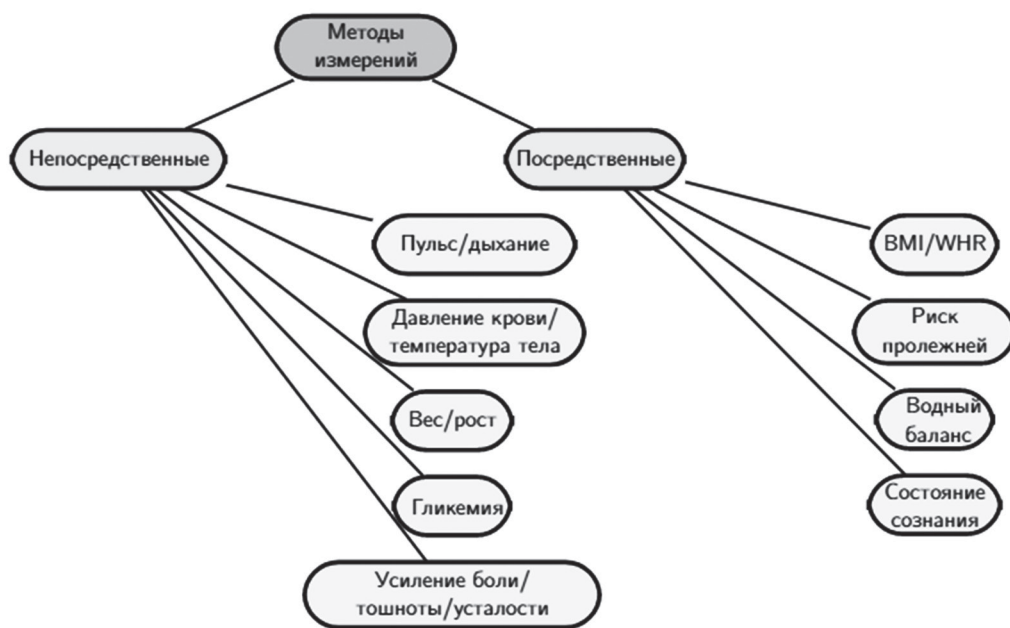 Методы
измерений
Непосредственные
Посредственные
Пульс/дыхание
BMI/WHR
Давление крови/
температура тела
Риск
пролежней
Вес/рост
Водный
баланс
Гликемия
Состояние
сознания
Усиление боли/
тошноты/усталости